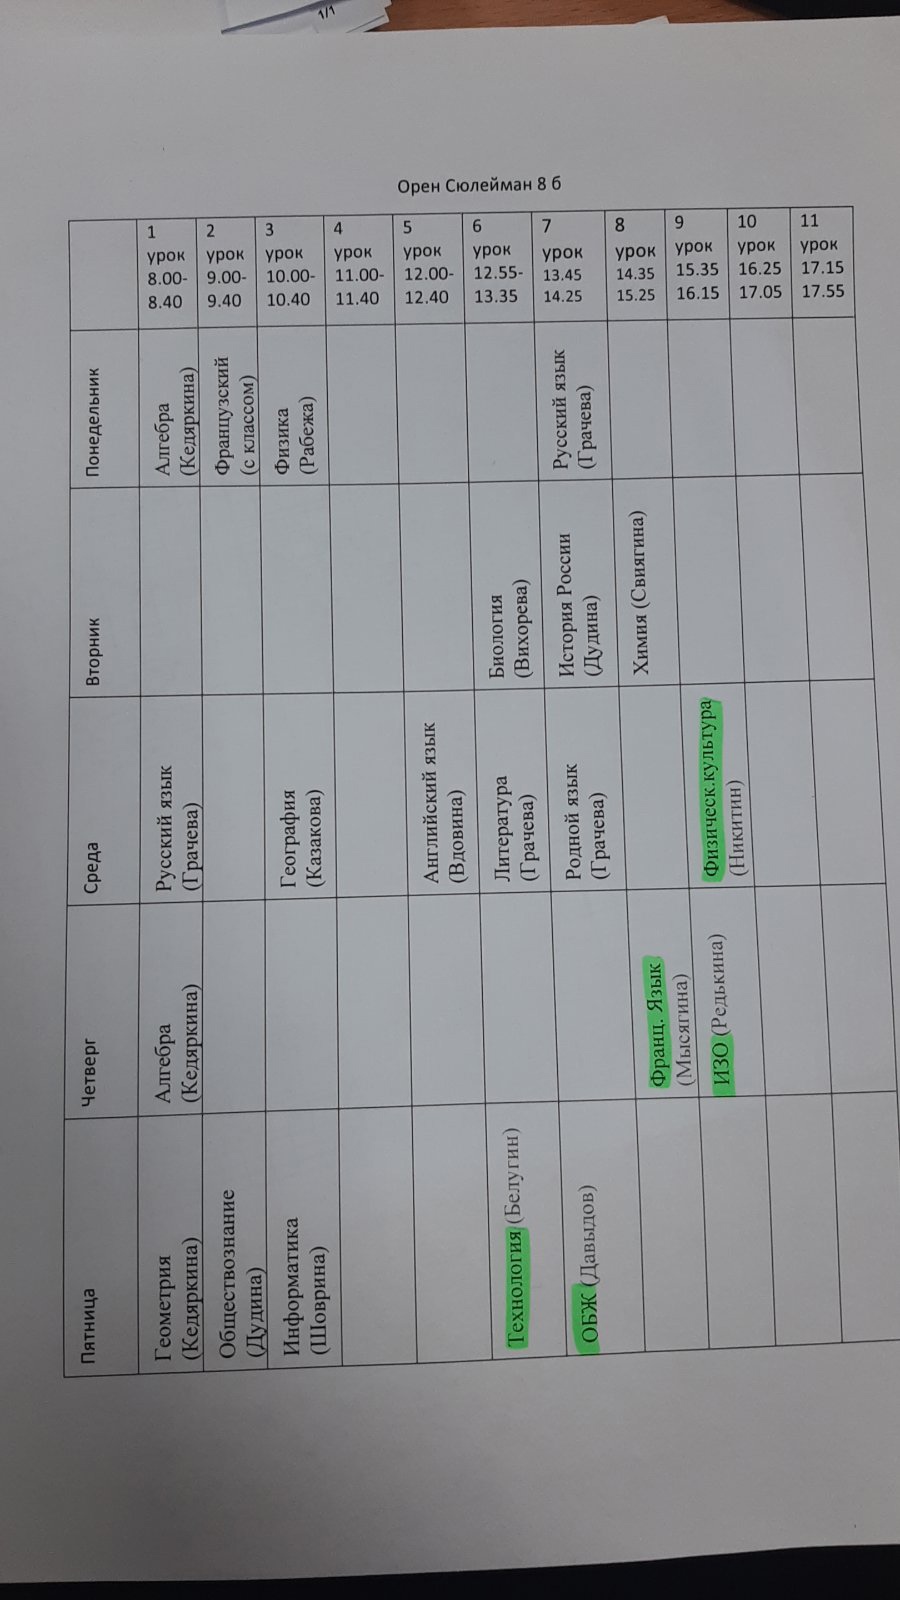 Пятница
Четверг
Среда
Вторник
Понедельник
Геометрия
(Кедяркина)
Алгебра
(Кедяркина)
Русский язык
(Грачева)
Алгебра
(Кедяркина)
1
урок
8.00-
8.40
Обществознание
(Дудина)
Французский
(с классом)
2
урок
9.00-
9.40
Информатика
(Шоврина)
География
(Казакова)
Физика
(Рабежа)
3
урок
10.00-
10.40
4
урок
11.00-
11.40
Английский язык
(Вдовина)
5
урок
12.00-
12.40
Технология (Белугин)
Литература
(Грачева)
Биология
(Вихорева)
6
урок
12.55-
13.35
ОБЖ (Давыдов)
Родной язык
(Грачева)
История России
(Дудина)
Русский язык
(Грачева)
7
урок
13.45
14.25
Франц. Язык
(Мысягина)
Химия (Свиягина)
8
урок
14.35
15.25
ИЗО (Редькина)
Физическ.культура
(Никитин)
9
урок
15.35
16.15
10
урок
16.25
17.05
11
урок
17.15
17.55
Орен Сюлейман 8 б
1/1